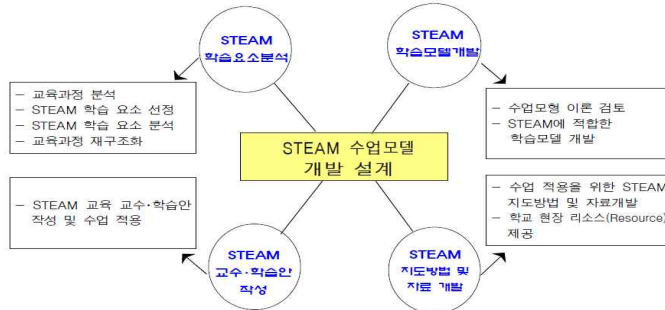 STEAM
학습요소분석
STEAM
학습모델개발
– 교육과정 분석
– STEAM 학습 요소 선정
– STEAM 학습 요소 분석
– 교육과정 재구조화
– 수업모형 이론 검토
– STEAM에 적합한
학습모델 개발
STEAM 수업모델
개발 설계
– STEAM 교육 교수·학습안
작성 및 수업 적용
– 수업 적용을 위한 STEAM
지도방법 및 자료개발
– 학교 현장 리소스(Resource)
제공
STEAM
교수·학습안
작성
STEAM
지도방법 및
자료 개발